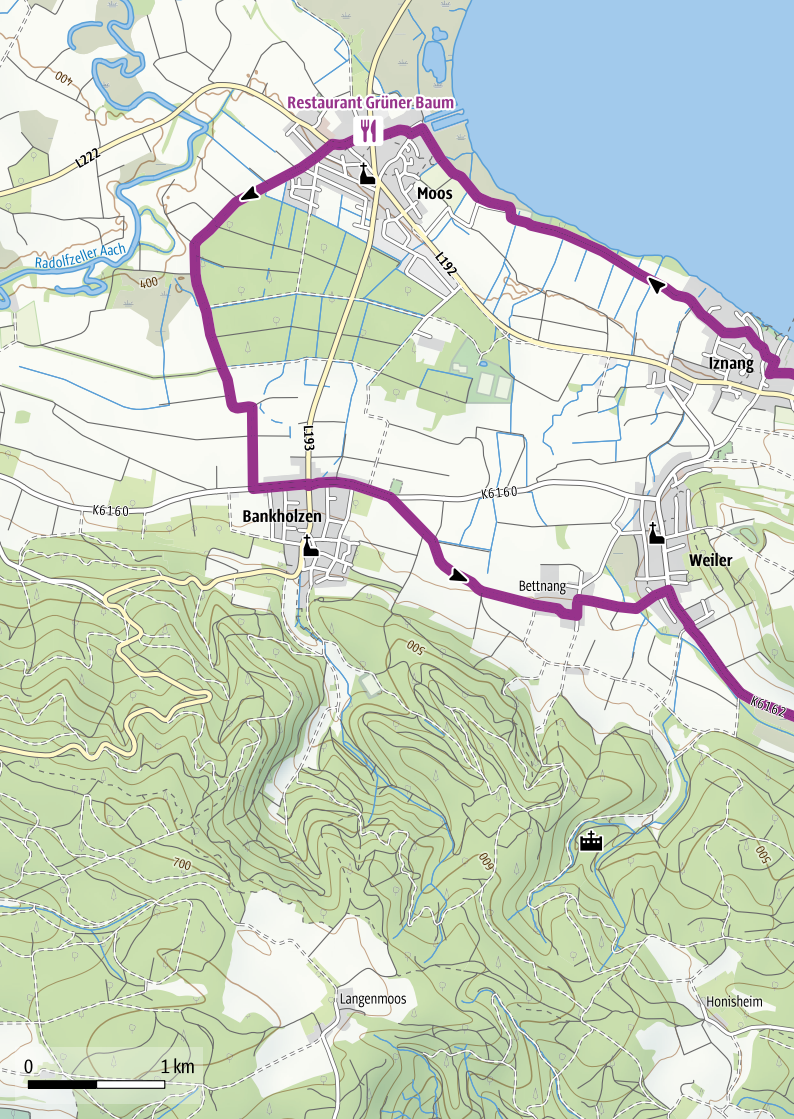 400
Restaurant Grüner Baum
L222
Moos
Radolfzeller Aach
L192
400
Iznang
L193
K6160
K6160
Bankholzen
Weiler
Bettnang
500
K6162
500
600
700
Langenmoos
Honisheim
0 1 km